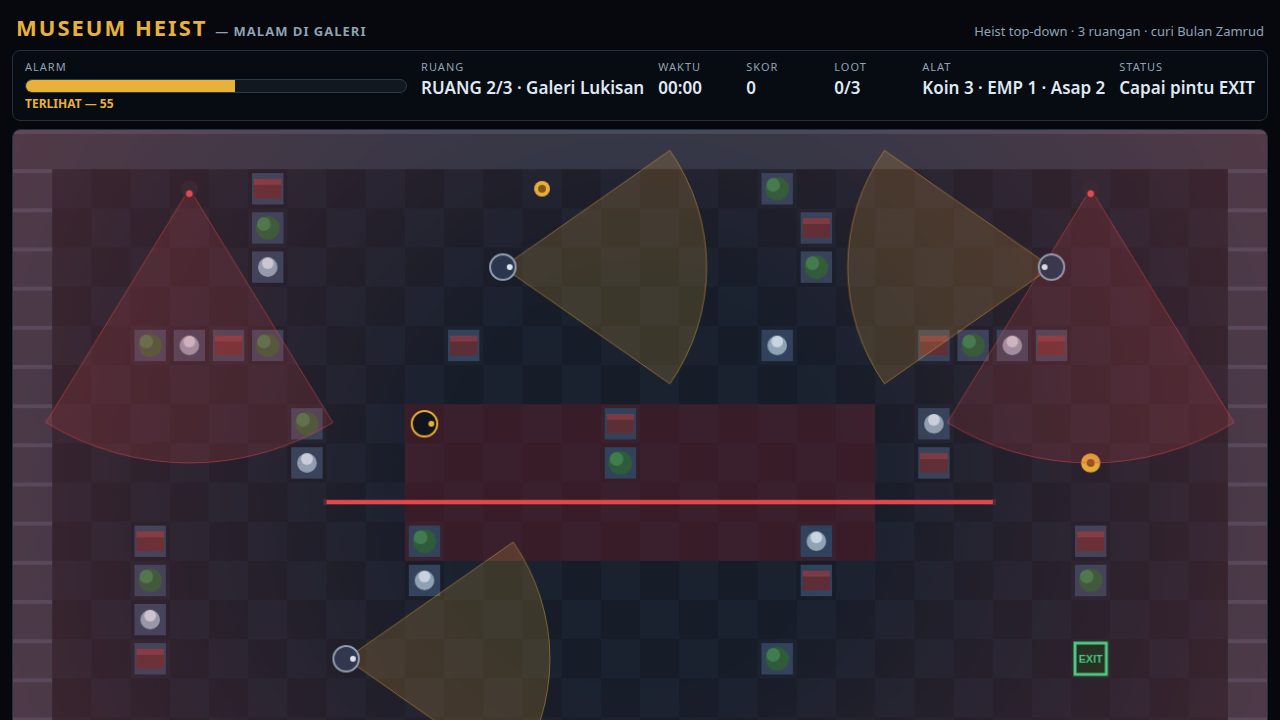 MUSEUM HEIST — MALAM DI GALERI
Heist top-down · 3 ruangan · curi Bulan Zamrud
ALARM
TERLIHAT — 55
RUANG
RUANG 2/3 · Galeri Lukisan
WAKTU
00:00
SKOR
0
LOOT
0/3
ALAT
Koin 3 · EMP 1 · Asap 2
STATUS
Capai pintu EXIT
EXIT